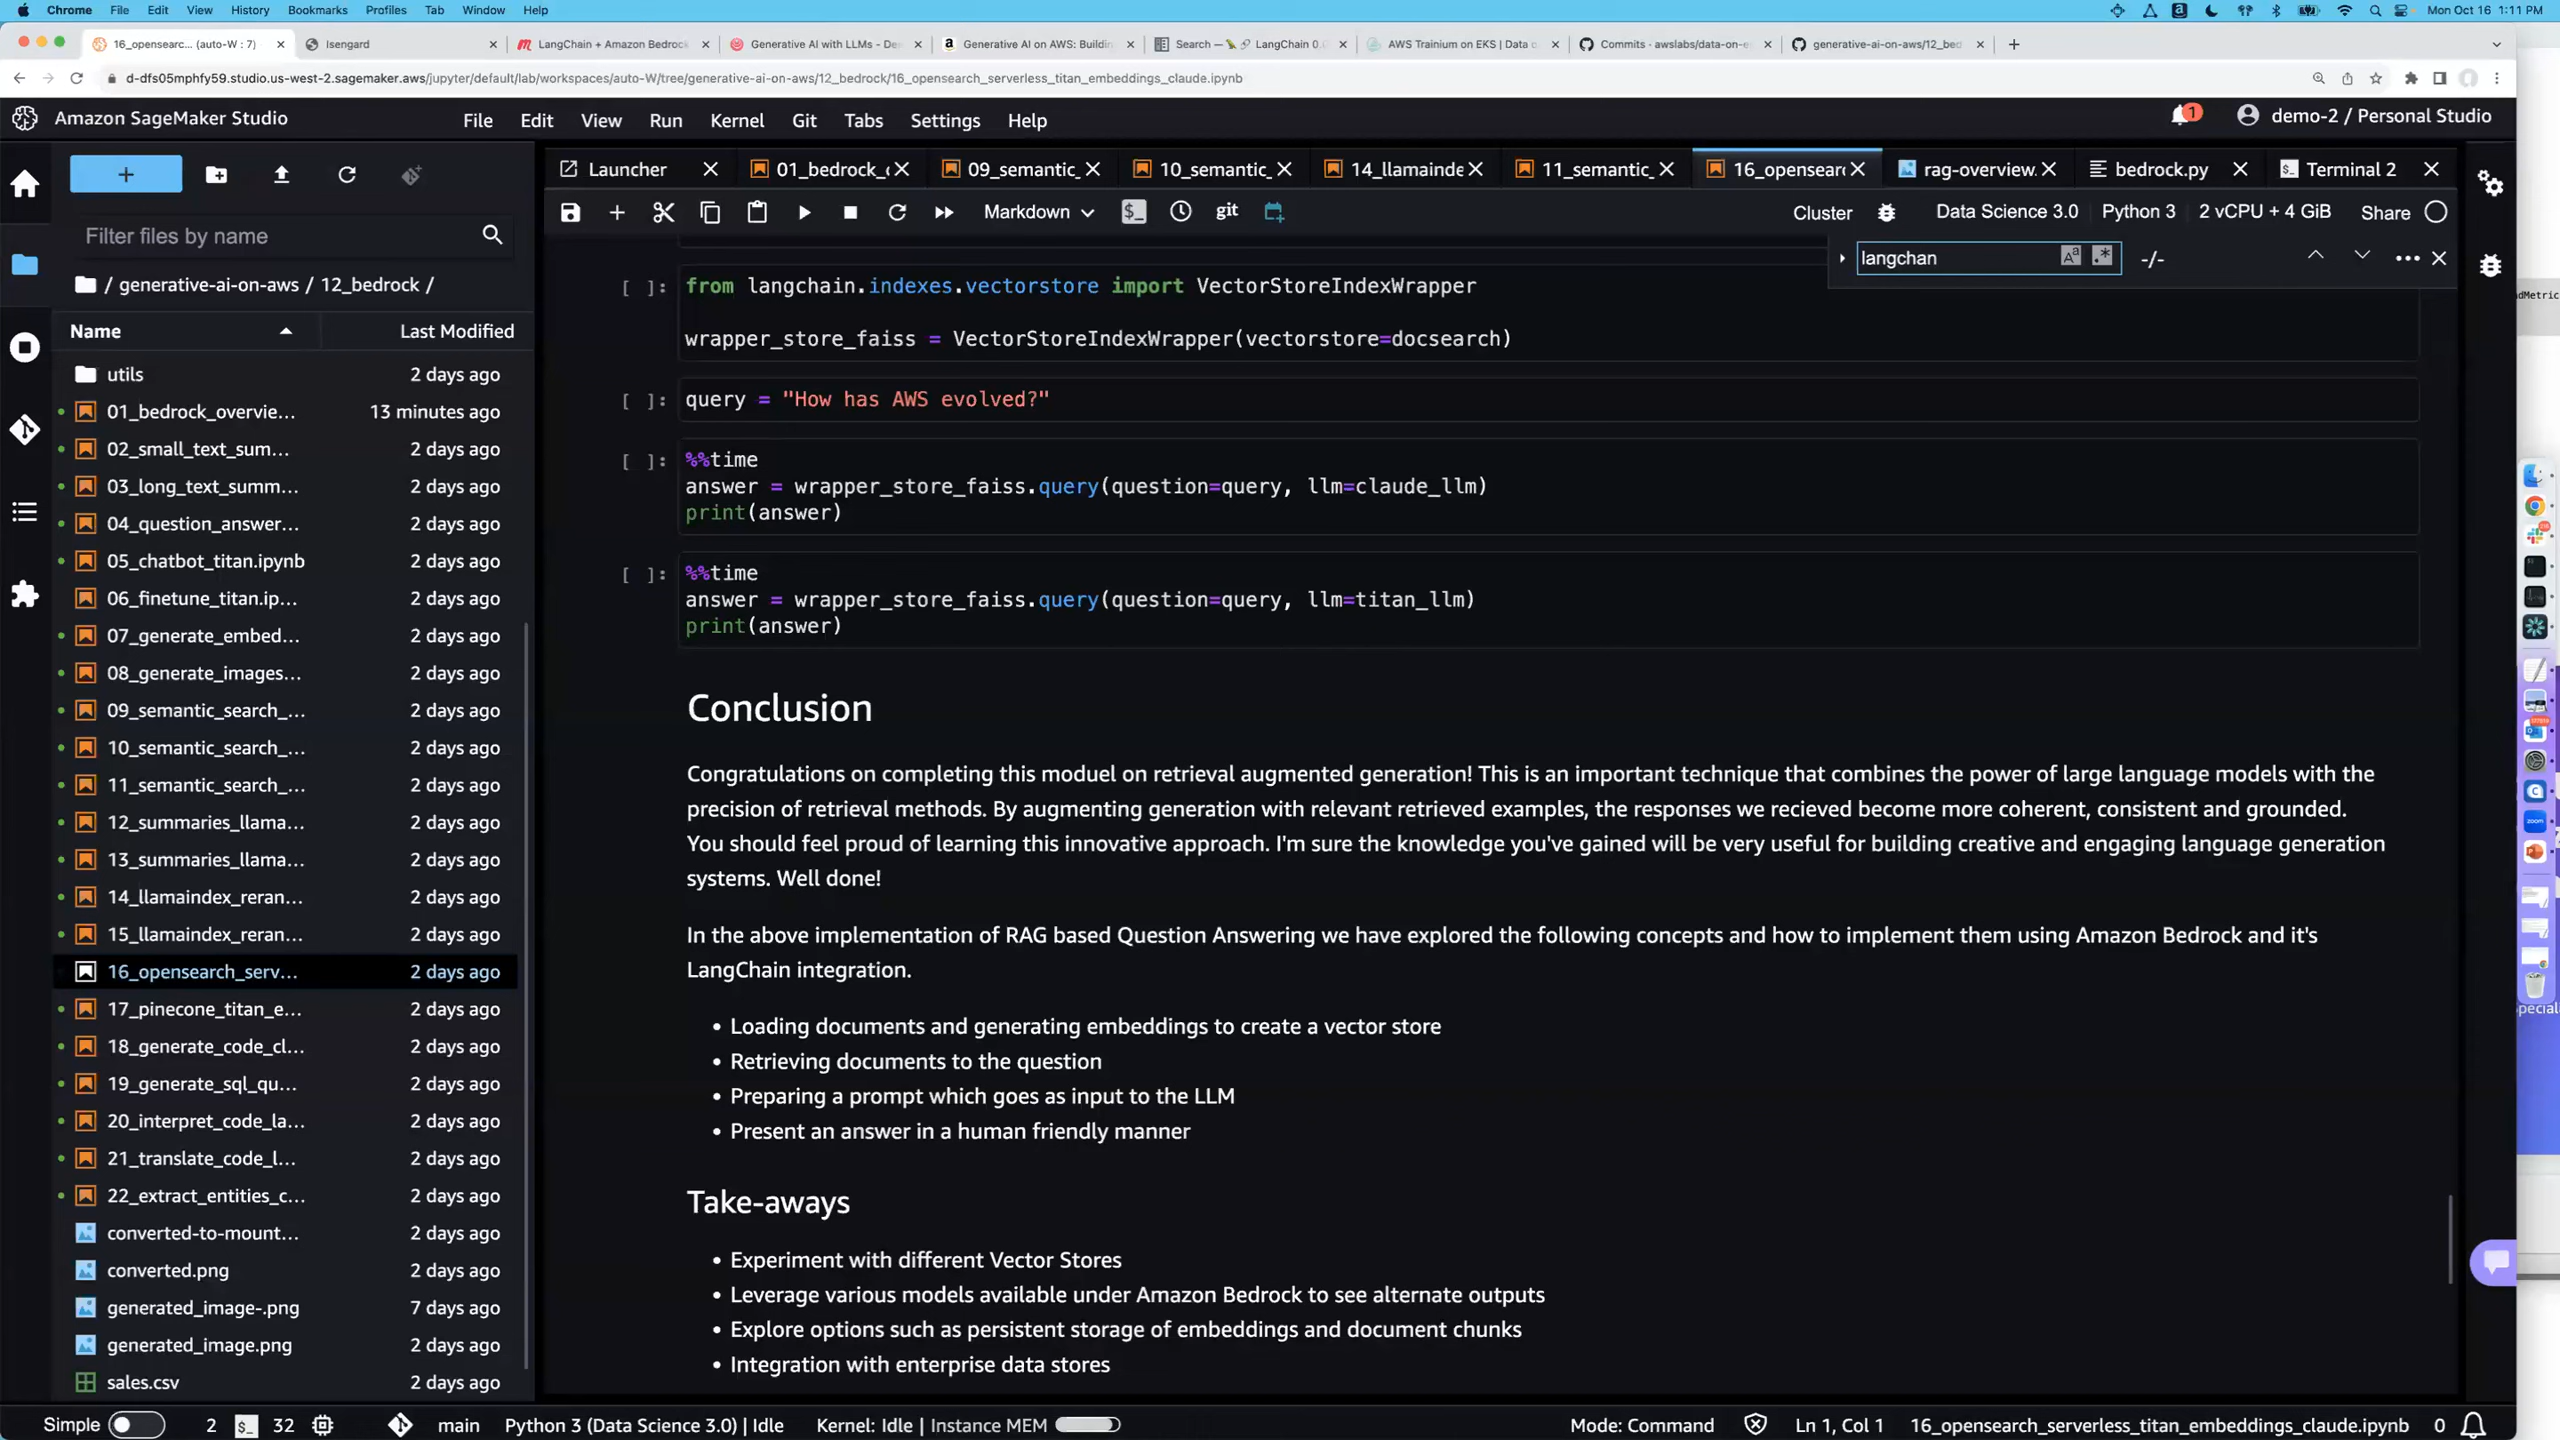 Chrome File Edit View History Bookmarks Profiles Tab Window Help Mon Oct 16 1:11 PM
16_opensearc... (auto-W : 7) Isengard LangChain + Amazon Bedrock Generative AI with LLMs - De Generative AI on AWS: Buildin Search — LangChain 0.0 AWS Trainium on EKS | Data o Commits · awslabs/data-on-e generative-ai-on-aws/12_bed
d-dfs05mphfy59.studio.us-west-2.sagemaker.aws/jupyter/default/lab/workspaces/auto-W/tree/generative-ai-on-aws/12_bedrock/16_opensearch_serverless_titan_embeddings_claude.ipynb
Amazon SageMaker Studio File Edit View Run Kernel Git Tabs Settings Help 1 demo-2 / Personal Studio
Launcher 01_bedrock_o 09_semantic_ 10_semantic_ 14_llamainde 11_semantic_ 16_opensearc rag-overview. bedrock.py Terminal 2
Markdown git Cluster Data Science 3.0 Python 3 2 vCPU + 4 GiB Share
Filter files by name
langchan -/-
/ generative-ai-on-aws / 12_bedrock /
Name Last Modified
utils 2 days ago
01_bedrock_overvie... 13 minutes ago
02_small_text_sum... 2 days ago
03_long_text_summ... 2 days ago
04_question_answer... 2 days ago
05_chatbot_titan.ipynb 2 days ago
06_finetune_titan.ip... 2 days ago
07_generate_embed... 2 days ago
08_generate_images... 2 days ago
09_semantic_search_... 2 days ago
10_semantic_search_... 2 days ago
11_semantic_search_... 2 days ago
12_summaries_llama... 2 days ago
13_summaries_llama... 2 days ago
14_llamaindex_reran... 2 days ago
15_llamaindex_reran... 2 days ago
16_opensearch_serv... 2 days ago
17_pinecone_titan_e... 2 days ago
18_generate_code_cl... 2 days ago
19_generate_sql_qu... 2 days ago
20_interpret_code_la... 2 days ago
21_translate_code_l... 2 days ago
22_extract_entities_c... 2 days ago
converted-to-mount... 2 days ago
converted.png 2 days ago
generated_image-.png 7 days ago
generated_image.png 2 days ago
sales.csv 2 days ago
[ ]: from langchain.indexes.vectorstore import VectorStoreIndexWrapper
wrapper_store_faiss = VectorStoreIndexWrapper(vectorstore=docsearch)
[ ]: query = "How has AWS evolved?"
[ ]: %%time
answer = wrapper_store_faiss.query(question=query, llm=claude_llm)
print(answer)
[ ]: %%time
answer = wrapper_store_faiss.query(question=query, llm=titan_llm)
print(answer)
Conclusion
Congratulations on completing this moduel on retrieval augmented generation! This is an important technique that combines the power of large language models with the
precision of retrieval methods. By augmenting generation with relevant retrieved examples, the responses we recieved become more coherent, consistent and grounded.
You should feel proud of learning this innovative approach. I'm sure the knowledge you've gained will be very useful for building creative and engaging language generation
systems. Well done!
In the above implementation of RAG based Question Answering we have explored the following concepts and how to implement them using Amazon Bedrock and it's
LangChain integration.
• Loading documents and generating embeddings to create a vector store
• Retrieving documents to the question
• Preparing a prompt which goes as input to the LLM
• Present an answer in a human friendly manner
Take-aways
• Experiment with different Vector Stores
• Leverage various models available under Amazon Bedrock to see alternate outputs
• Explore options such as persistent storage of embeddings and document chunks
• Integration with enterprise data stores
Simple 2 32 main Python 3 (Data Science 3.0) | Idle Kernel: Idle | Instance MEM Mode: Command Ln 1, Col 1 16_opensearch_serverless_titan_embeddings_claude.ipynb 0